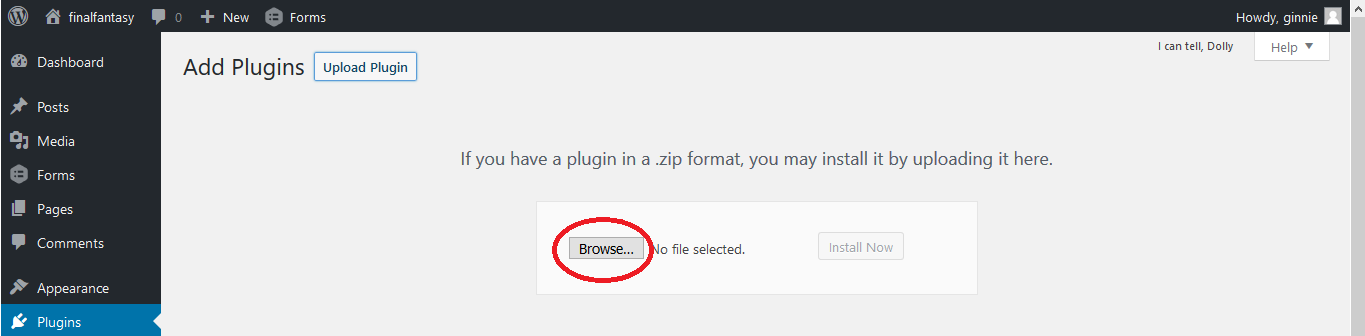 finalfantasy 0 + New Forms Howdy, ginnie
Dashboard
Posts
Media
Forms
Pages
Comments
Appearance
Plugins
Add Plugins Upload Plugin
I can tell, Dolly Help
If you have a plugin in a .zip format, you may install it by uploading it here.
Browse... No file selected. Install Now